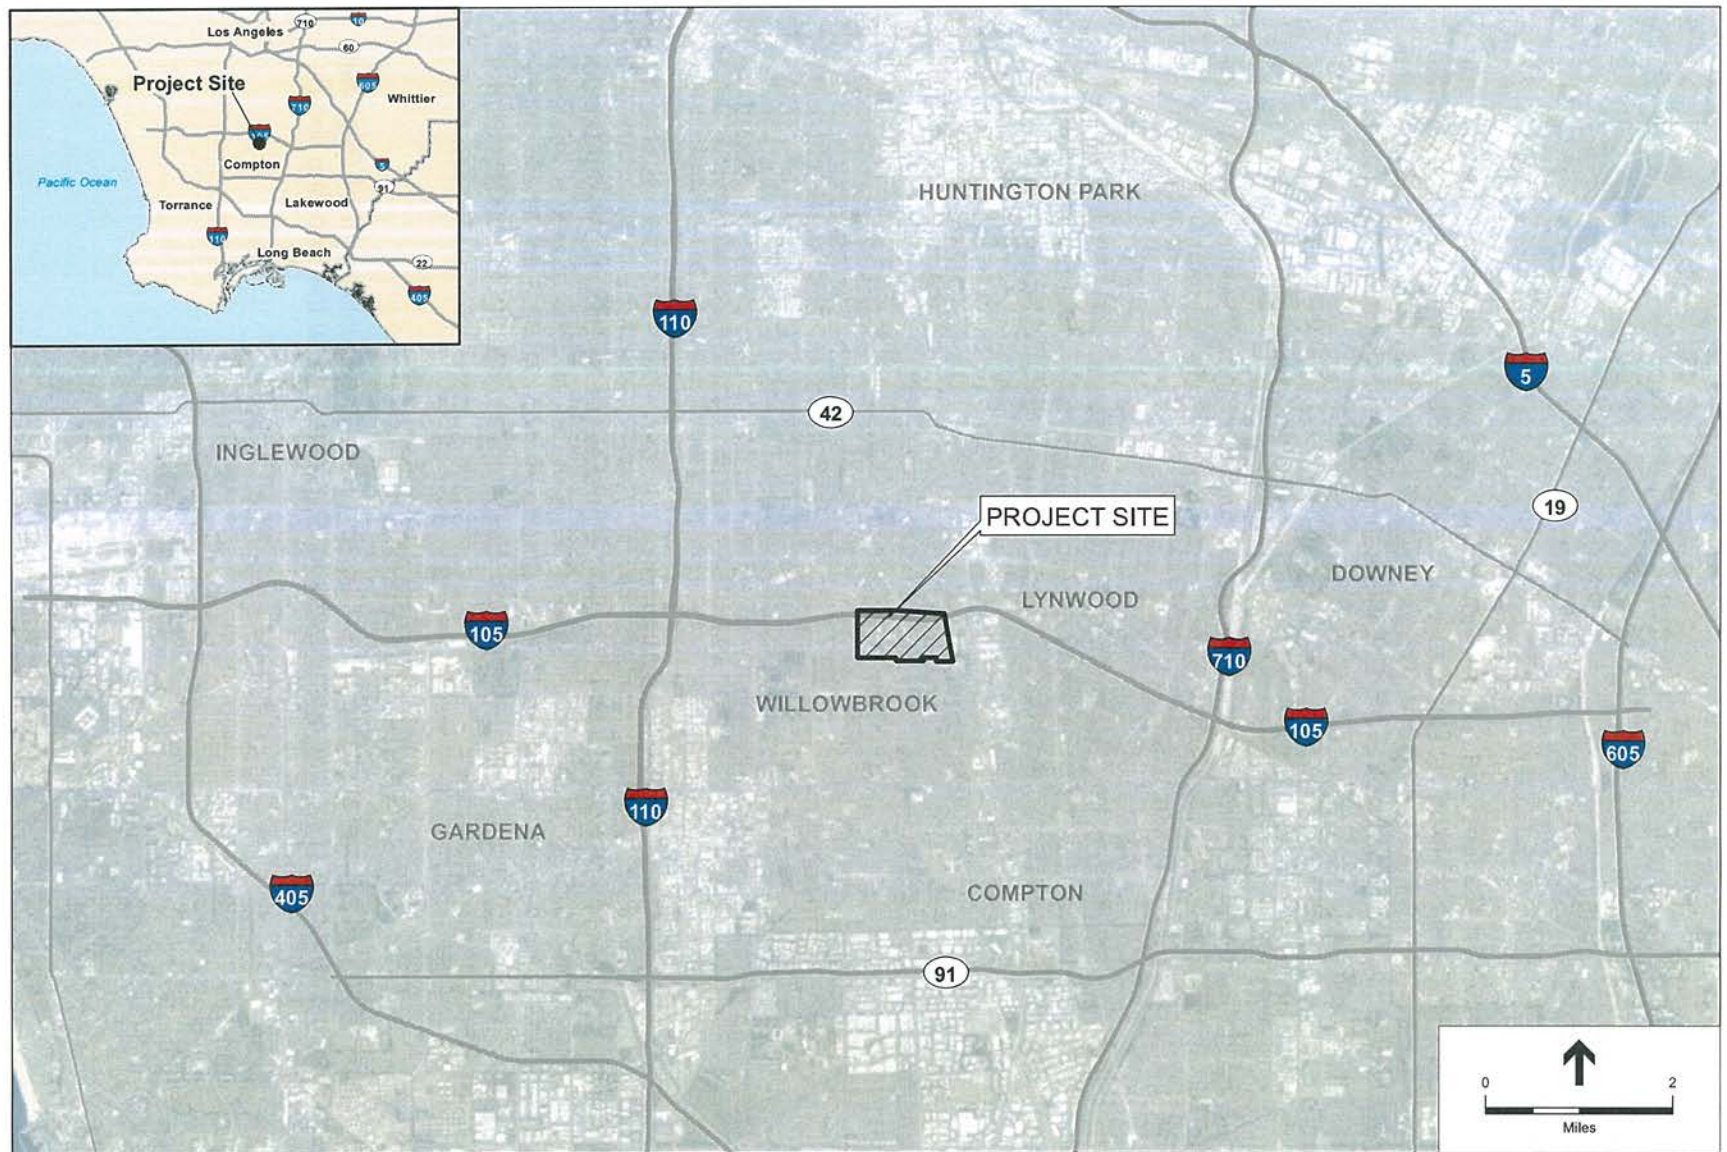 10
710
Los Angeles
60
Project Site
605
Whittier
710
105
Compton
5
Pacific Ocean
91
Torrance
Lakewood
110
Long Beach
22
405
HUNTINGTON PARK
110
5
42
INGLEWOOD
19
PROJECT SITE
DOWNEY
LYNWOOD
105
710
WILLOWBROOK
105
605
110
GARDENA
405
COMPTON
91
0 2
Miles